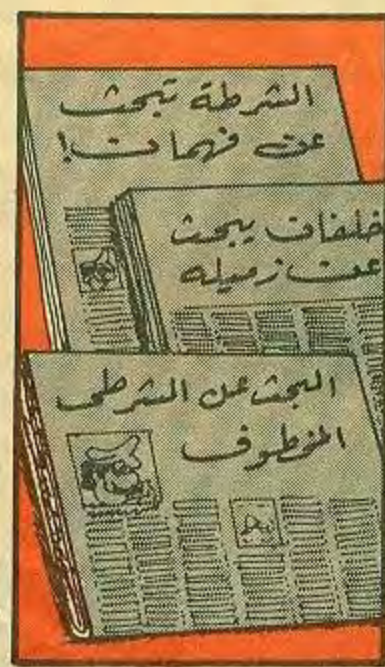 الشرطة تبحث
عن فهمان!
خلفان يبحث
عن زميله
البحث عن الشرطي
المخطوف